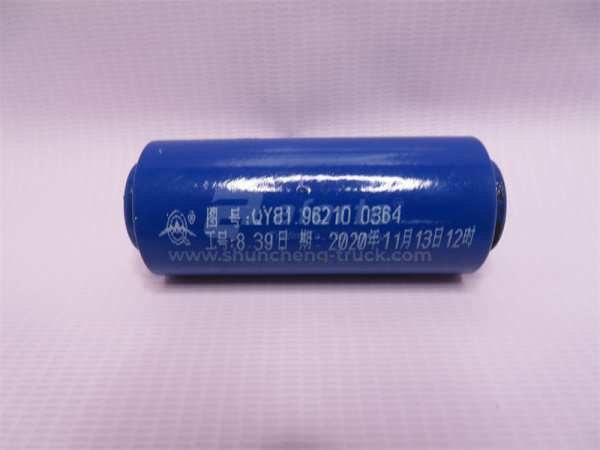 ® 图 号:QY81.96210.0364
工号:8 39日 期: 2020年11月13日12时
www.shuncheng-truck.com